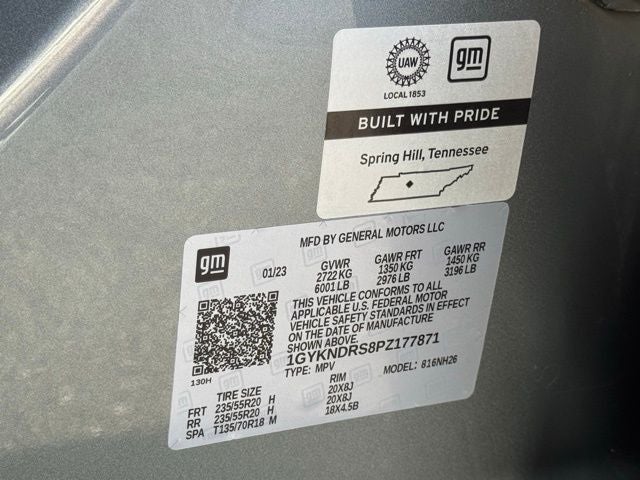 UAW gm
LOCAL 1853
BUILT WITH PRIDE
Spring Hill, Tennessee
gm MFD BY GENERAL MOTORS LLC
01/23 GVWR GAWR FRT GAWR RR
2722 KG 1350 KG 1450 KG
6001 LB 2976 LB 3196 LB
THIS VEHICLE CONFORMS TO ALL
APPLICABLE U.S. FEDERAL MOTOR
VEHICLE SAFETY STANDARDS IN EFFECT
ON THE DATE OF MANUFACTURE
SHOWN ABOVE.
1GYKNDRS8PZ177871
130H TYPE: MPV MODEL: 816NH26
TIRE SIZE RIM
FRT 235/55R20 H 20X8J
RR 235/55R20 H 20X8J
SPA T135/70R18 M 18X4.5B